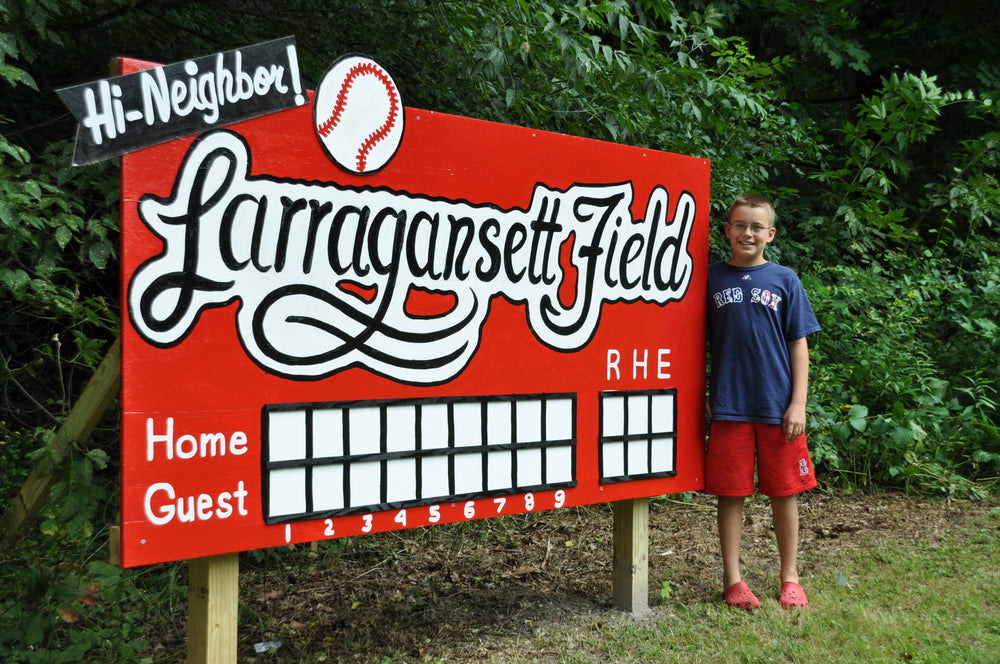 Hi-Neighbor!
Larragansett Field
R H E
Home
Guest
1 2 3 4 5 6 7 8 9
RED SOX